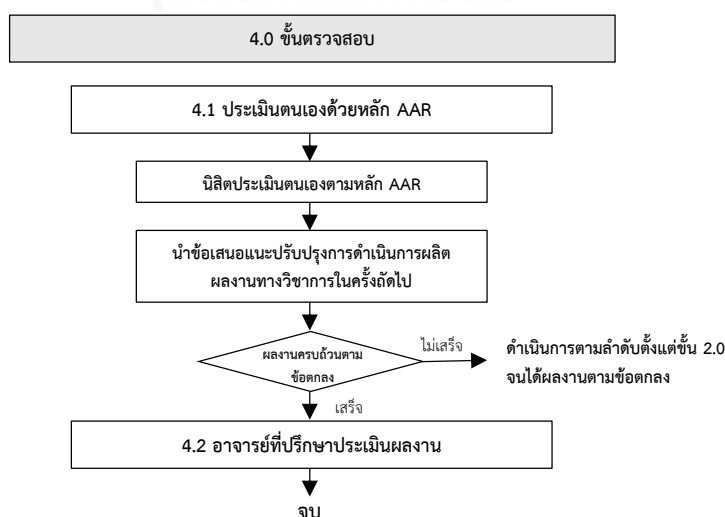 4.0 ขั้นตรวจสอบ
4.1 ประเมินตนเองด้วยหลัก AAR
นิสิตประเมินตนเองตามหลัก AAR
นำข้อเสนอแนะปรับปรุงการดำเนินการผลิต
ผลงานทางวิชาการในครั้งถัดไป
ผลงานครบถ้วนตาม
ข้อตกลง
ไม่เสร็จ
ดำเนินการตามลำดับตั้งแต่ขั้น 2.0
จนได้ผลงานตามข้อตกลง
เสร็จ
4.2 อาจารย์ที่ปรึกษาประเมินผลงาน
จบ